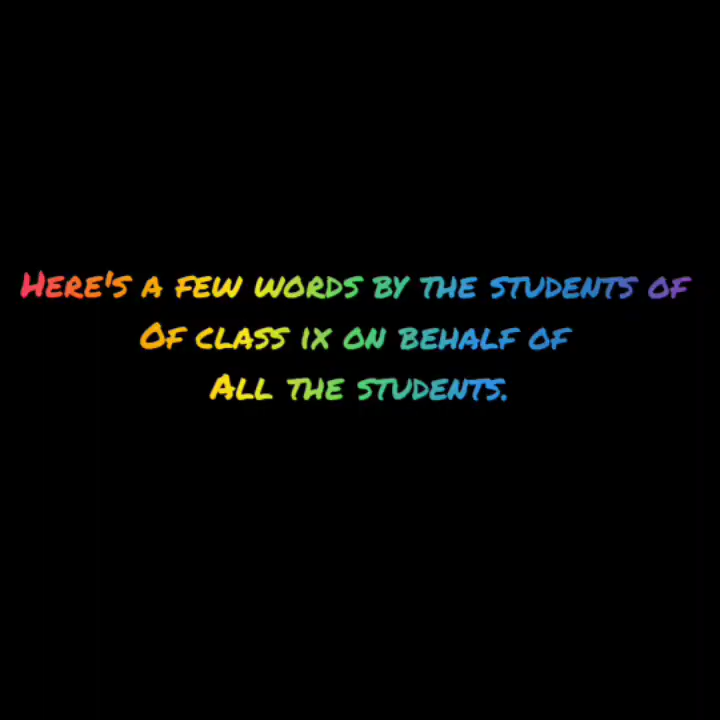 Here's a few words by the students of
Of class ix on behalf of
All the students.